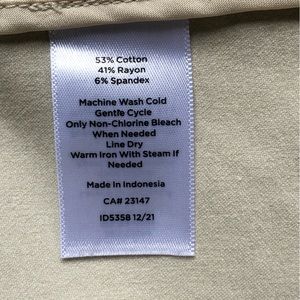 53% Cotton
41% Rayon
6% Spandex
Machine Wash Cold
Gentle Cycle
Only Non-Chlorine Bleach
When Needed
Line Dry
Warm Iron With Steam If
Needed
Made In Indonesia
CA# 23147
ID5358 12/21